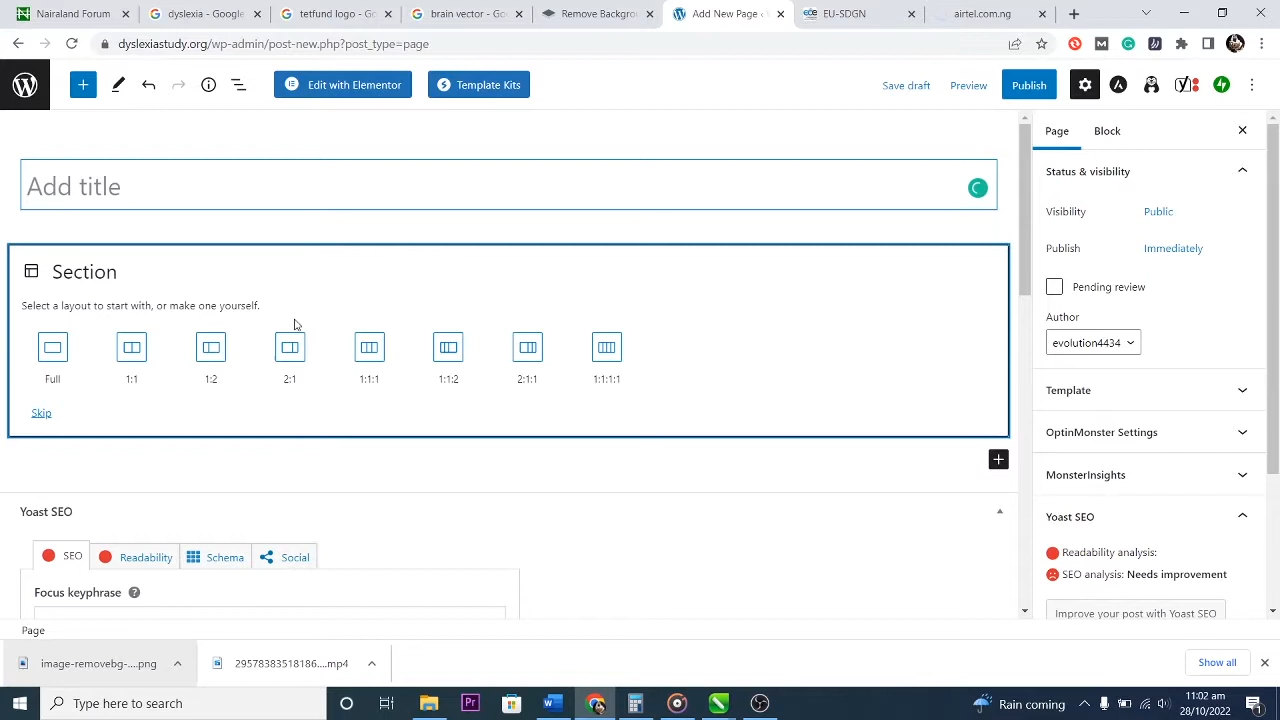 Nairaland Forum
dyslexia - Google
tetfund logo - Go
brain vector - Go
Remove Backgrou
Add New Page ‹
EU-SDGN
airtel.com.ng
dyslexiastudy.org/wp-admin/post-new.php?post_type=page
Edit with Elementor
Template Kits
Save draft
Preview
Publish
Add title
Section
Select a layout to start with, or make one yourself.
Full
1:1
1:2
2:1
1:1:1
1:1:2
2:1:1
1:1:1:1
Skip
Yoast SEO
SEO
Readability
Schema
Social
Focus keyphrase
Page
Block
Status & visibility
Visibility Public
Publish Immediately
Pending review
Author
evolution4434
Template
OptinMonster Settings
MonsterInsights
Yoast SEO
Readability analysis:
SEO analysis: Needs improvement
Improve your post with Yoast SEO
Page
image-removebg-....png
29578383518186....mp4
Show all
Type here to search
Rain coming
11:02 am
28/10/2022